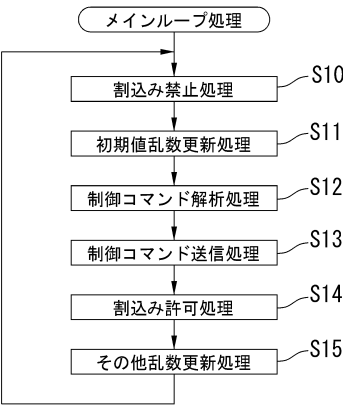 メインループ処理
割込み禁止処理
S10
初期値乱数更新処理
S11
制御コマンド解析処理
S12
制御コマンド送信処理
S13
割込み許可処理
S14
その他乱数更新処理
S15